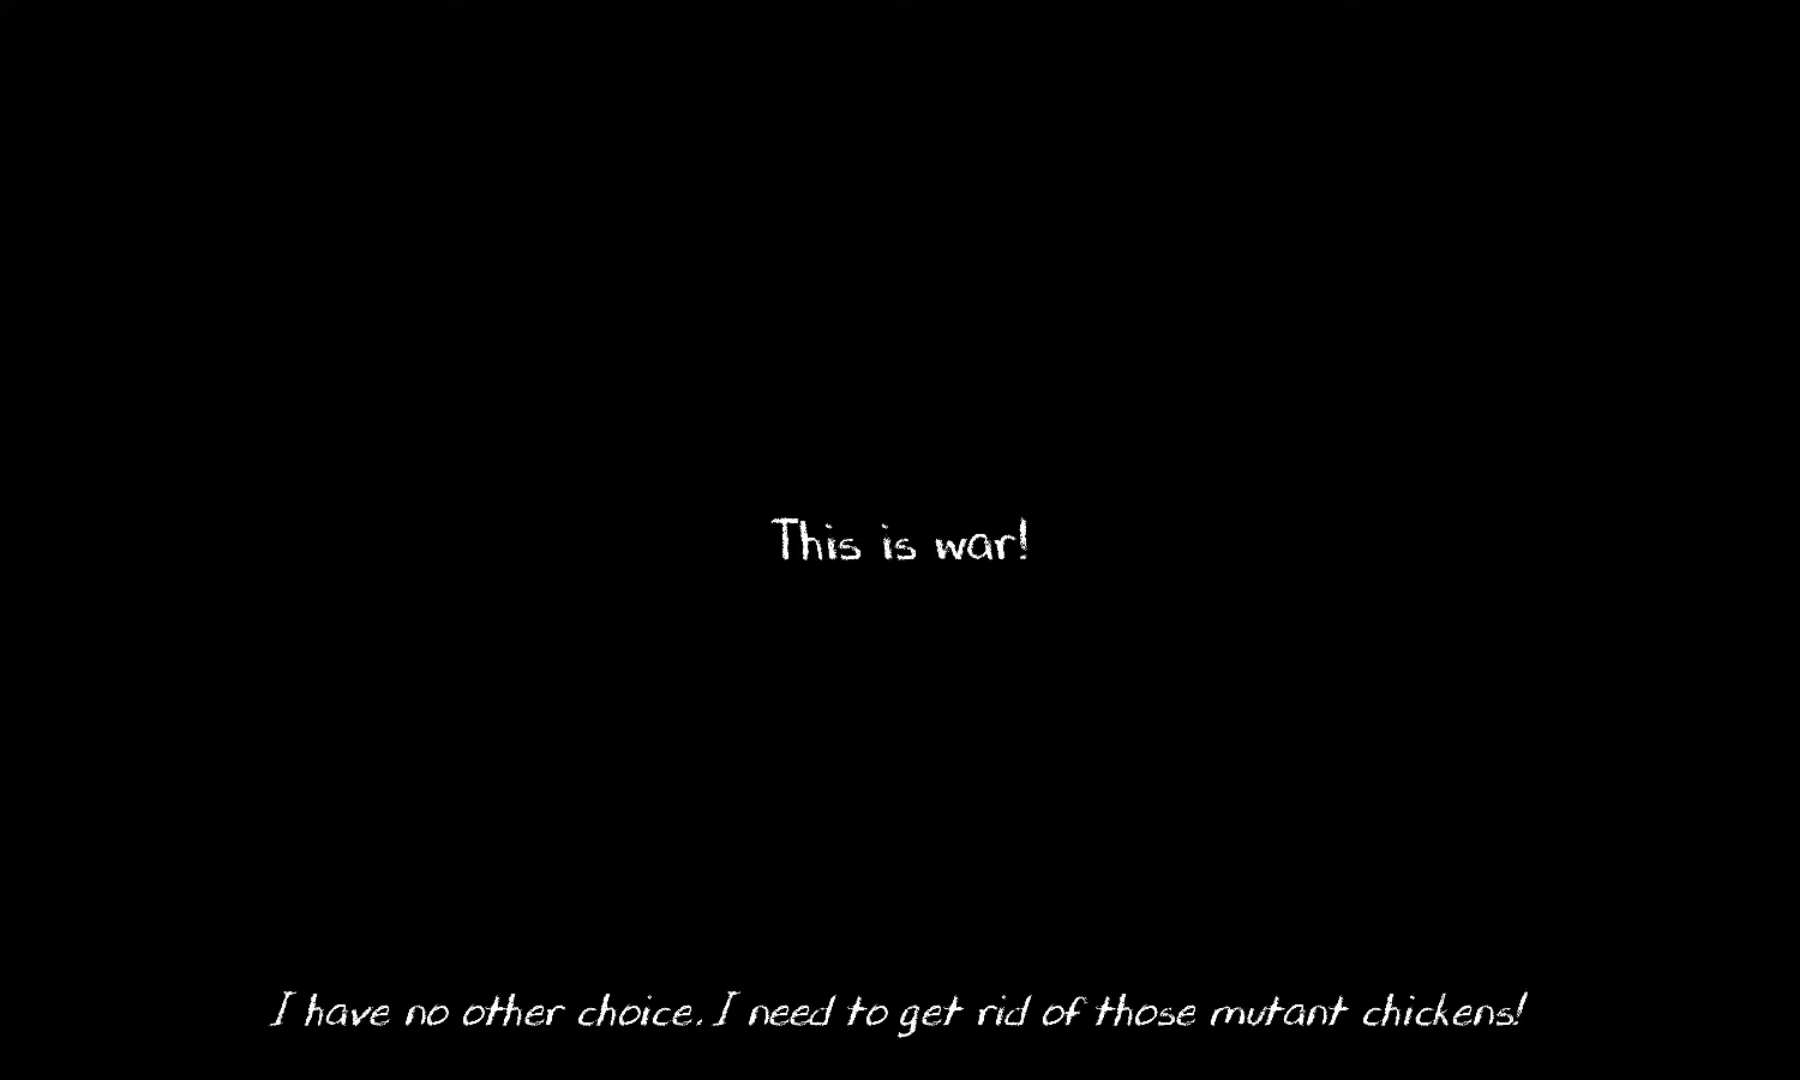 This is war!
I have no other choice. I need to get rid of those mutant chickens!